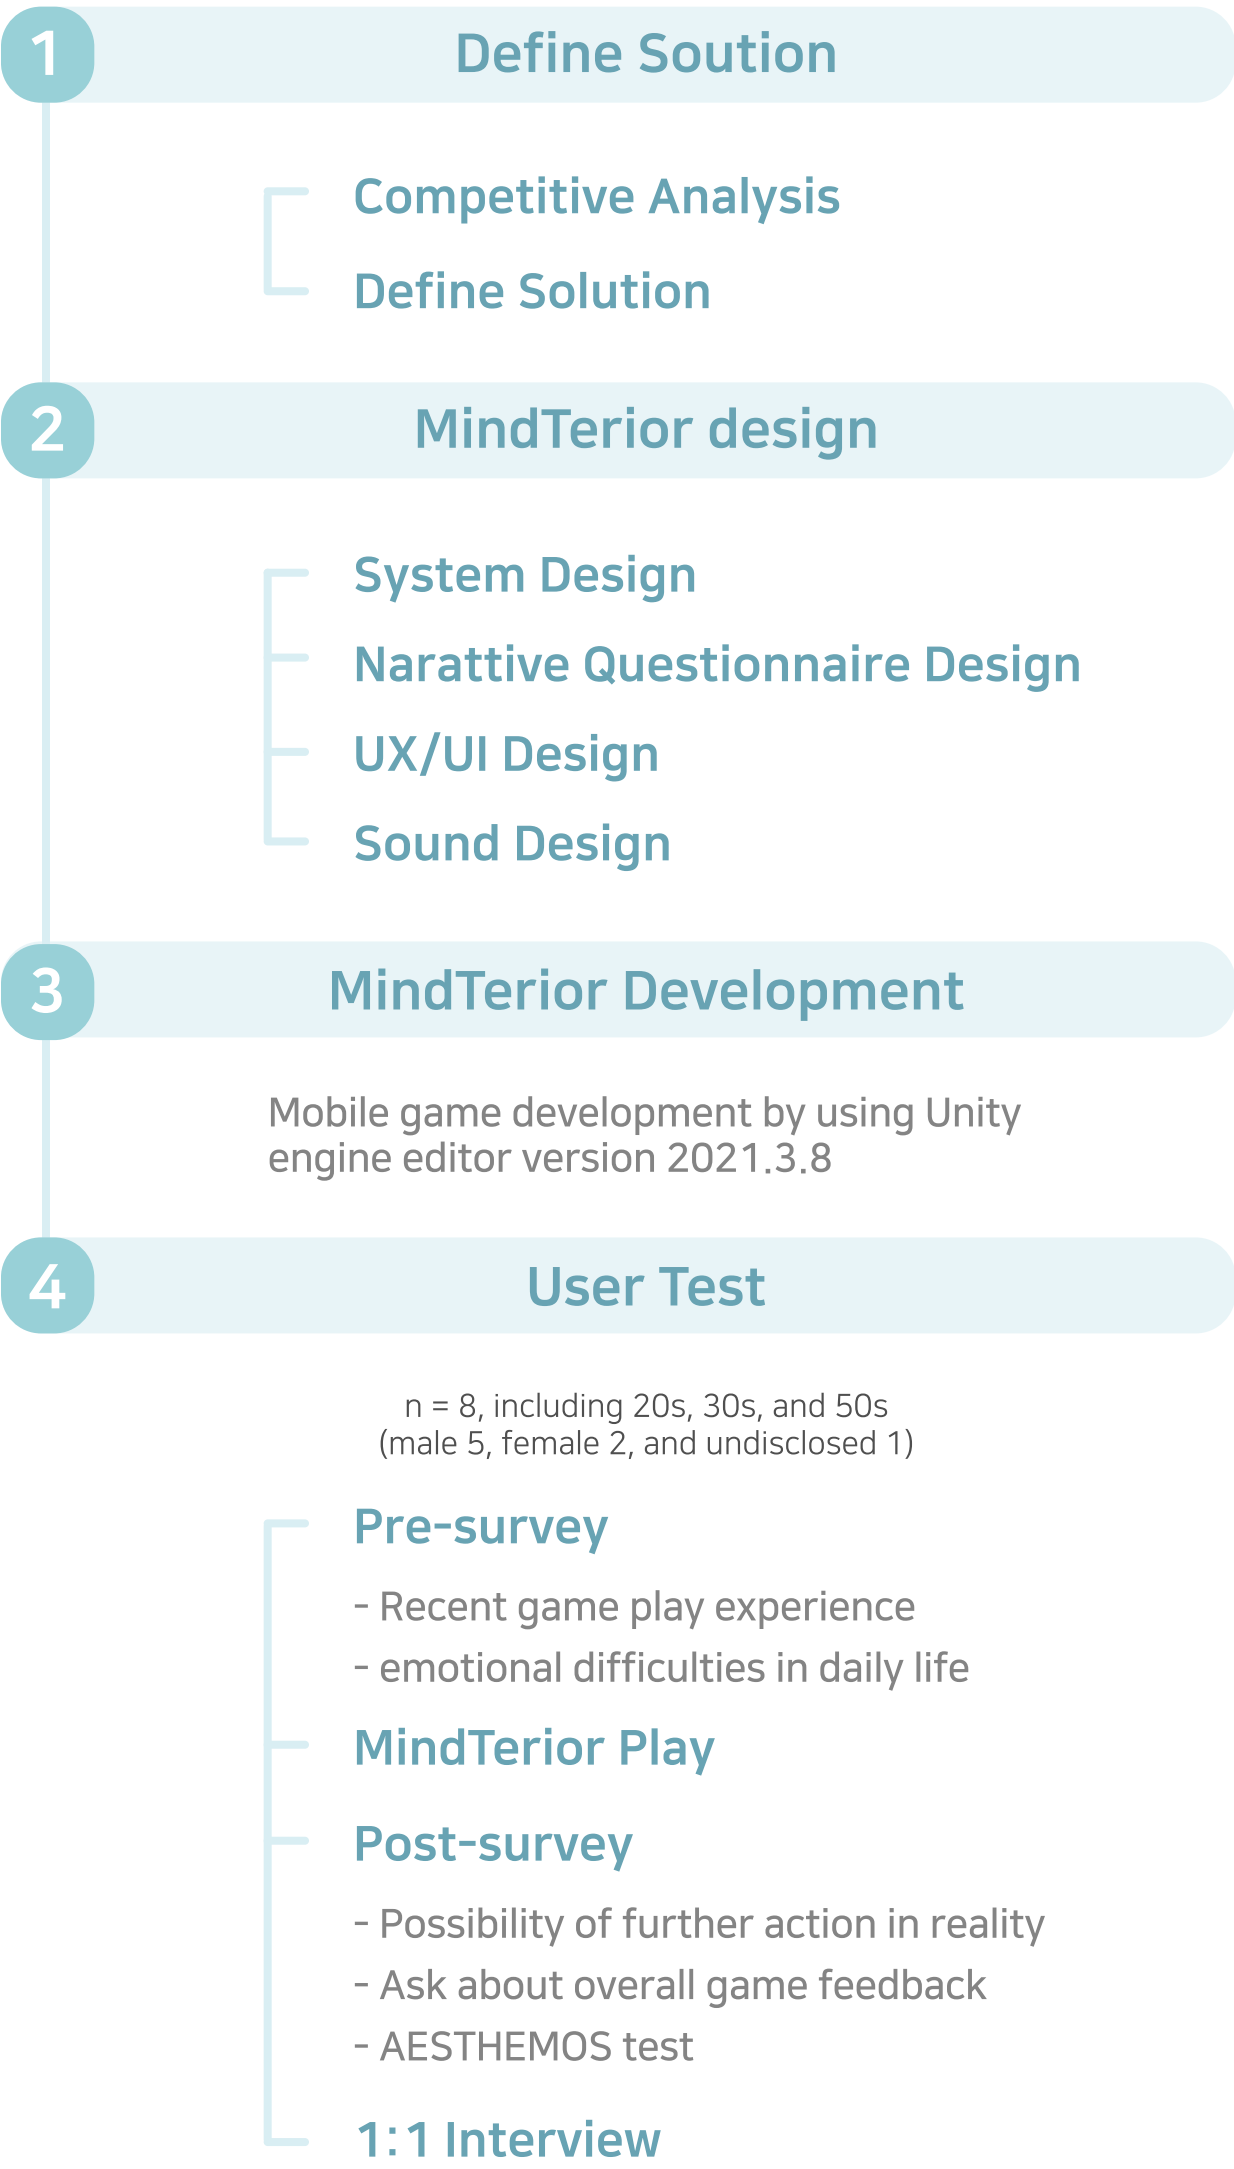 1
Define Soution
Competitive Analysis
Define Solution
2
MindTerior design
System Design
Narattive Questionnaire Design
UX/UI Design
Sound Design
3
MindTerior Development
Mobile game development by using Unity
engine editor version 2021.3.8
4
User Test
n = 8, including 20s, 30s, and 50s
(male 5, female 2, and undisclosed 1)
Pre-survey
- Recent game play experience
- emotional difficulties in daily life
MindTerior Play
Post-survey
- Possibility of further action in reality
- Ask about overall game feedback
- AESTHEMOS test
1:1 Interview